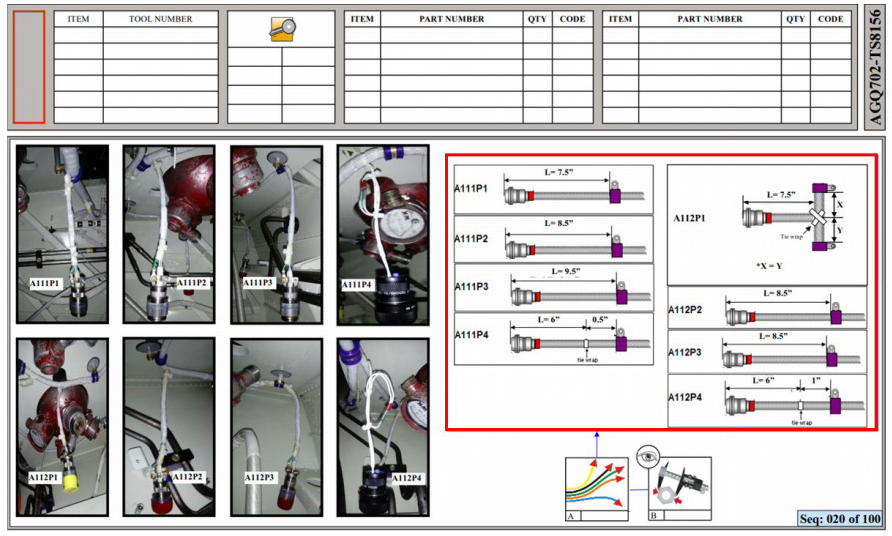 ITEM TOOL NUMBER
ITEM PART NUMBER QTY CODE
ITEM PART NUMBER QTY CODE
AGQ702-TS8156
A111P1
A111P2
A111P3
A111P4
A112P1
A112P2
A112P3
A112P4
A111P1
L= 7.5"
A111P2
L= 8.5"
A111P3
L= 9.5"
A111P4
L= 6" 0.5"
tie wrap
A112P1
L= 7.5"
X
Y
Tie wrap
*X = Y
A112P2
L= 8.5"
A112P3
L= 8.5"
A112P4
L= 6" 1"
tie wrap
A
B
Seq: 020 of 100